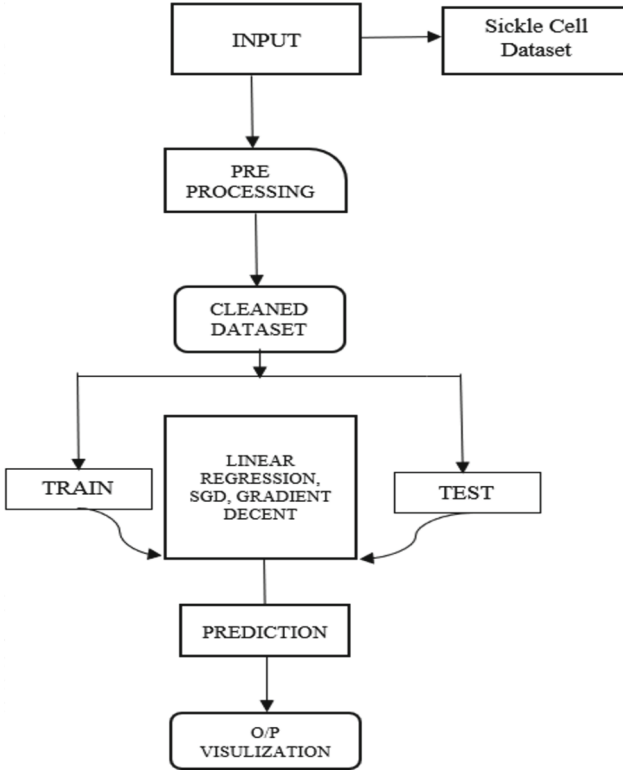 INPUT
Sickle Cell
Dataset
PRE
PROCESSING
CLEANED
DATASET
LINEAR
REGRESSION,
SGD, GRADIENT
DECENT
TRAIN
TEST
PREDICTION
O/P
VISULIZATION